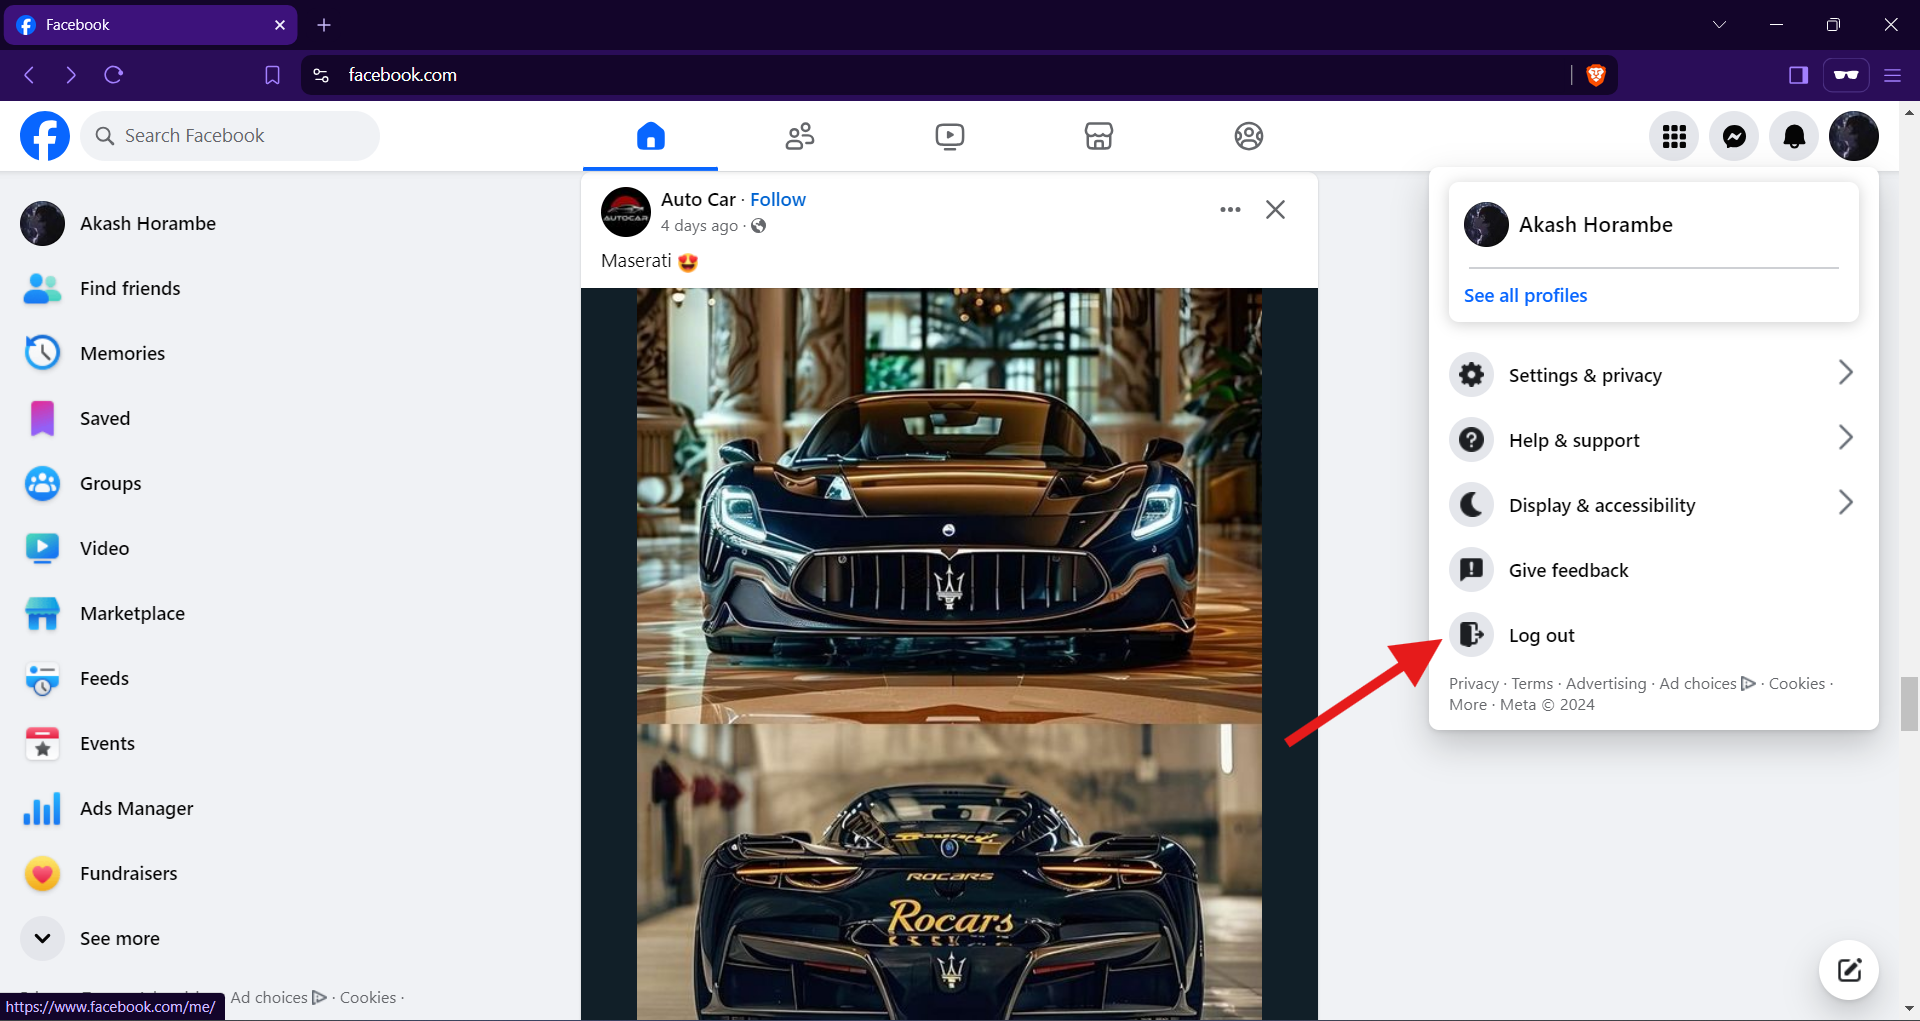 Facebook
facebook.com
Search Facebook
Akash Horambe
Find friends
Memories
Saved
Groups
Video
Marketplace
Feeds
Events
Ads Manager
Fundraisers
See more
Ad choices · Cookies ·
https://www.facebook.com/me/
AUTOCAR
Auto Car · Follow
4 days ago ·
Maserati 😍
ROCARS
Rocars
Akash Horambe
See all profiles
Settings & privacy
Help & support
Display & accessibility
Give feedback
Log out
Privacy · Terms · Advertising · Ad choices · Cookies ·
More · Meta © 2024